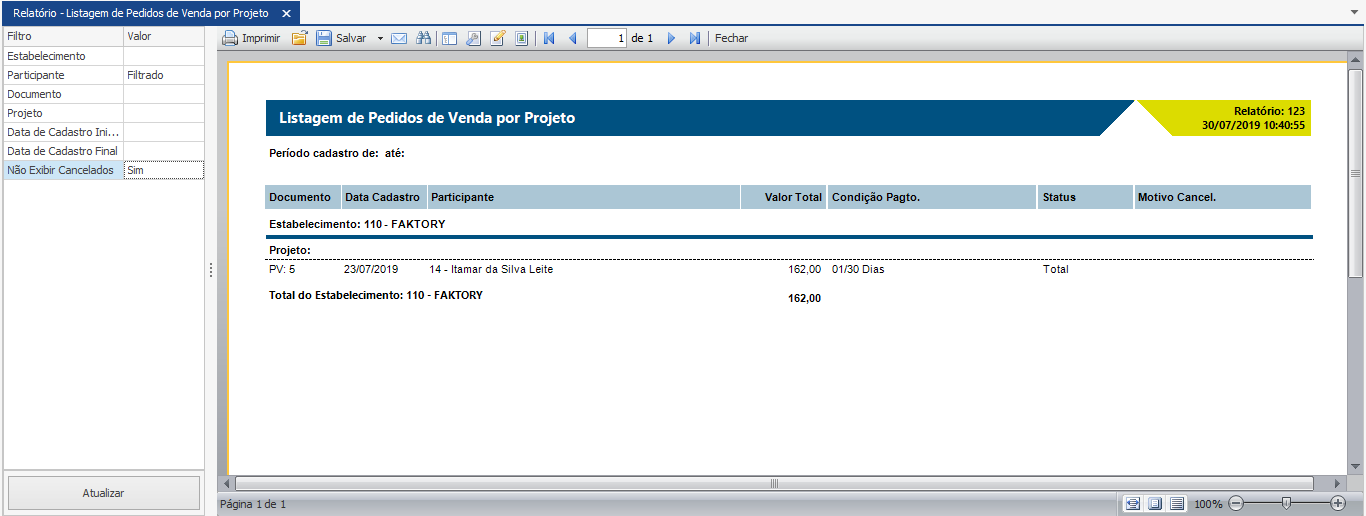 Relatório - Listagem de Pedidos de Venda por Projeto
Filtro Valor
Estabelecimento
Participante Filtrado
Documento
Projeto
Data de Cadastro Ini...
Data de Cadastro Final
Não Exibir Cancelados Sim
Atualizar
Imprimir Salvar 1 de 1 Fechar
Listagem de Pedidos de Venda por Projeto
Relatório: 123
30/07/2019 10:40:55
Período cadastro de: até:
Documento Data Cadastro Participante Valor Total Condição Pagto. Status Motivo Cancel.
Estabelecimento: 110 - FAKTORY
Projeto:
PV: 5 23/07/2019 14 - Itamar da Silva Leite 162,00 01/30 Dias Total
Total do Estabelecimento: 110 - FAKTORY 162,00
Página 1 de 1 100%